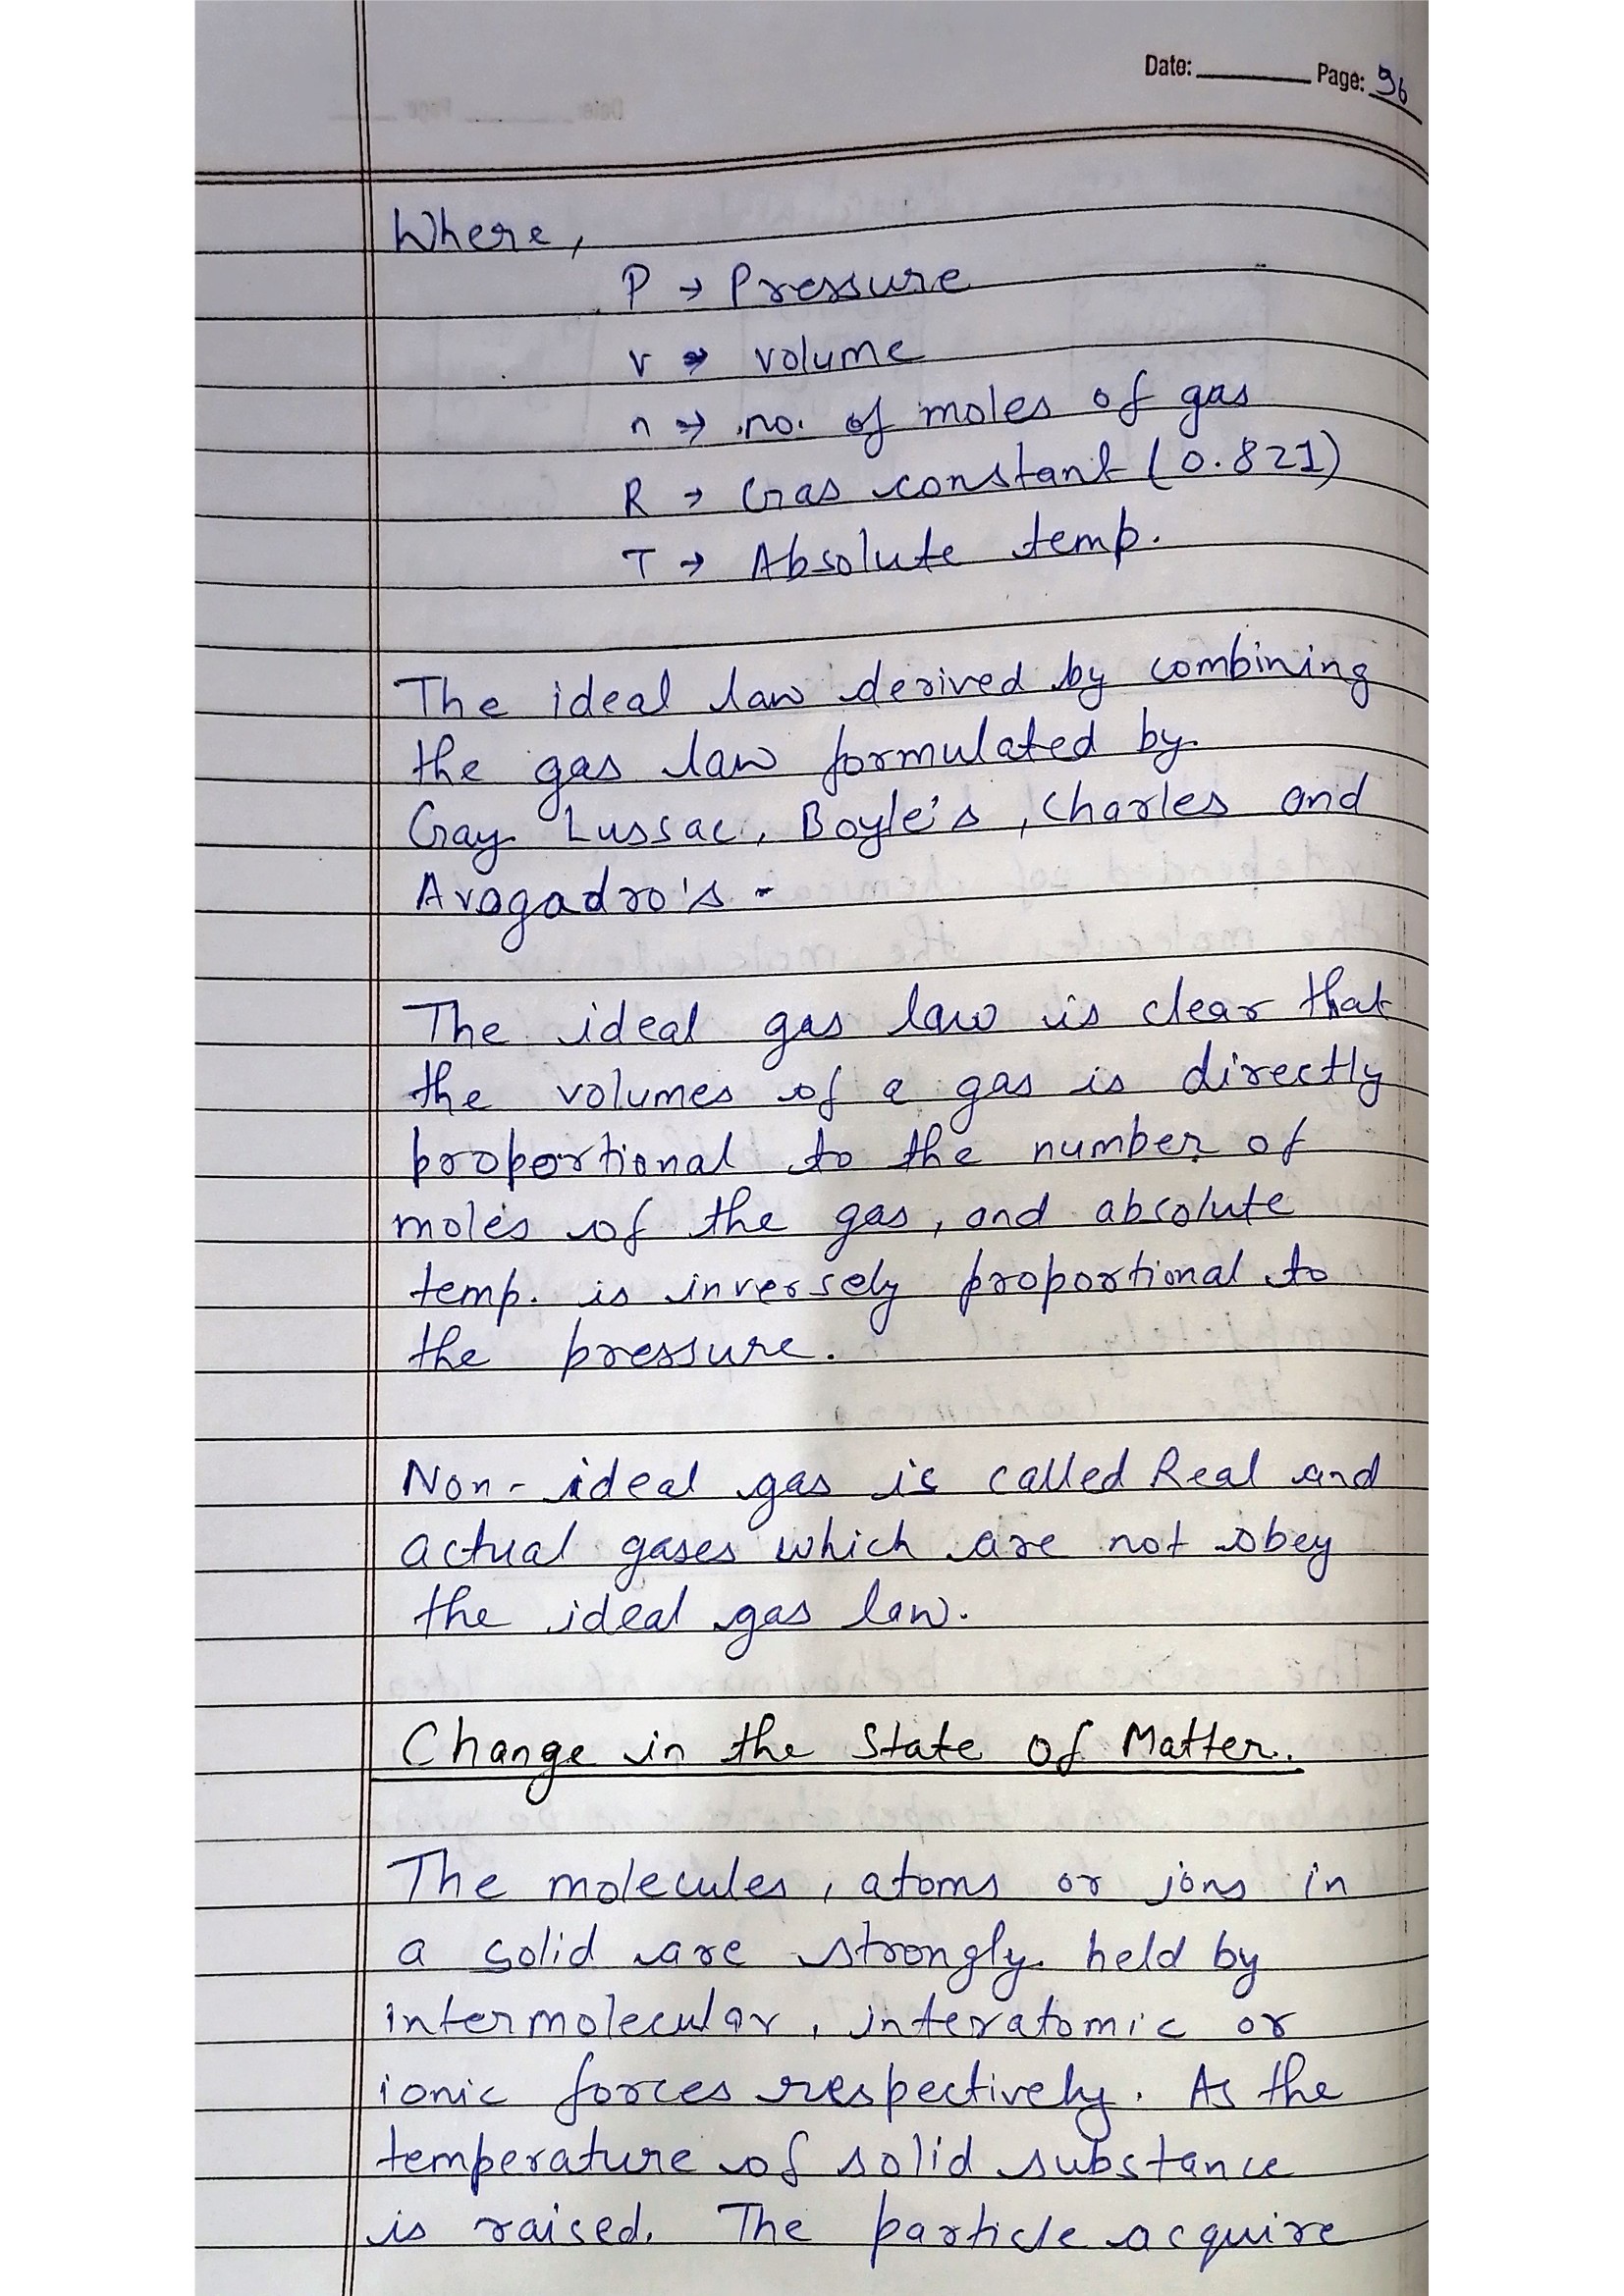 Date: Page: 96
Where,
P → Pressure
v → volume
n → no. of moles of gas
R → Gas constant (0.821)
T → Absolute temp.
The ideal law derived by combining
the gas law formulated by
Gay Lussac, Boyle's, Charles and
Avagadro's -
The ideal gas law is clear that
the volumes of a gas is directly
proportional to the number of
moles of the gas, and absolute
temp. is inversely proportional to
the pressure.
Non-ideal gas is called Real and
actual gases which are not obey
the ideal gas law.
Change in the State of Matter.
The molecules, atoms or ions in
a solid are strongly held by
intermolecular, interatomic or
ionic forces respectively. As the
temperature of solid substance
is raised. The particle acquire